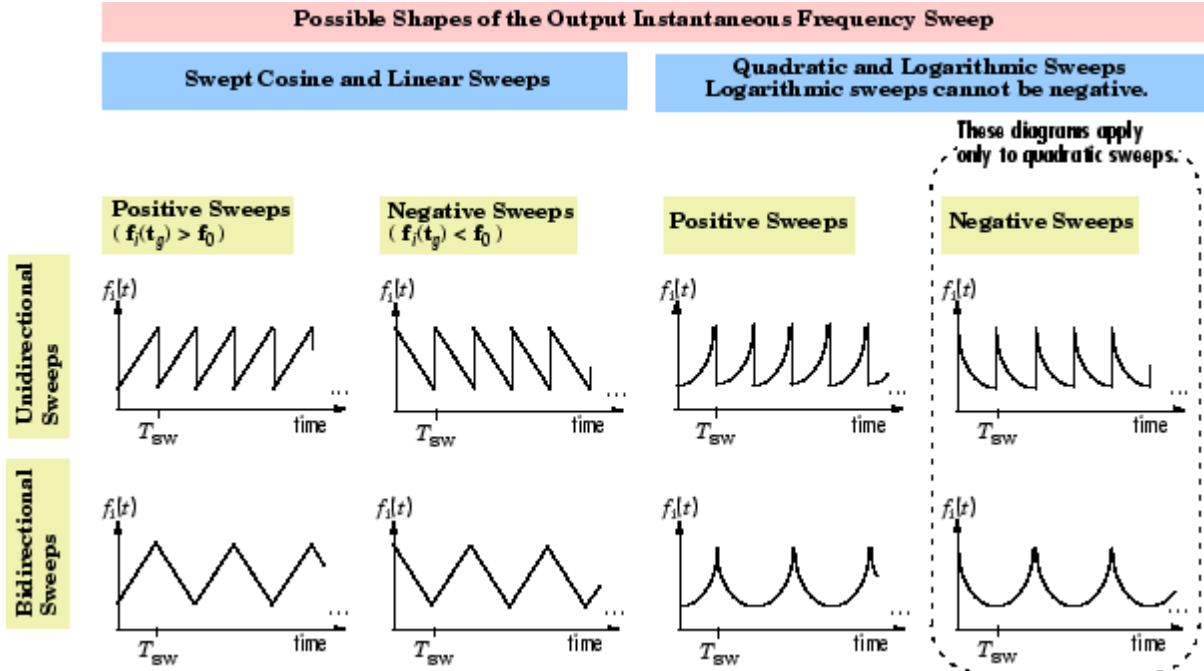 Possible Shapes of the Output Instantaneous Frequency Sweep
Swept Cosine and Linear Sweeps
Quadratic and Logarithmic Sweeps
Logarithmic sweeps cannot be negative.
These diagrams apply
only to quadratic sweeps.
Positive Sweeps
( fi(tg) > f0 )
Negative Sweeps
( fi(tg) < f0 )
Positive Sweeps
Negative Sweeps
Unidirectional
Sweeps
fi(t)
...
Tsw
time
fi(t)
...
Tsw
time
fi(t)
...
Tsw
time
fi(t)
...
Tsw
time
Bidirectional
Sweeps
fi(t)
...
Tsw
time
fi(t)
...
Tsw
time
fi(t)
...
Tsw
time
fi(t)
...
Tsw
time